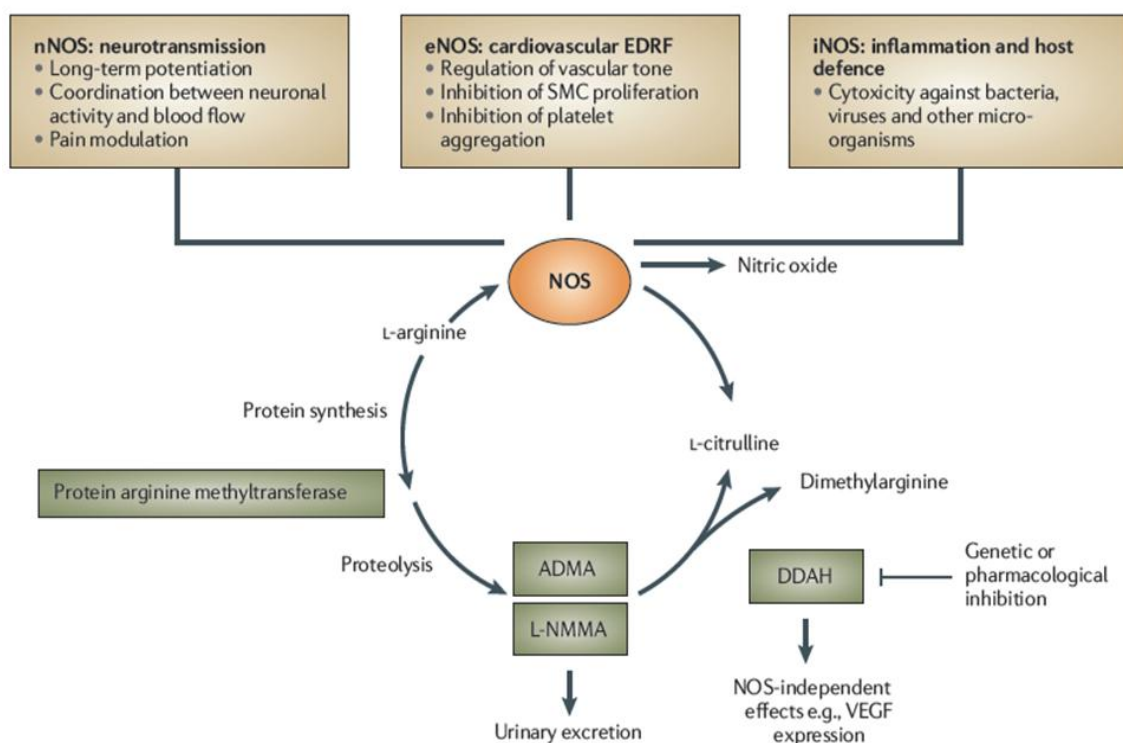 nNOS: neurotransmission
• Long-term potentiation
• Coordination between neuronal
activity and blood flow
• Pain modulation
eNOS: cardiovascular EDRF
• Regulation of vascular tone
• Inhibition of SMC proliferation
• Inhibition of platelet
aggregation
iNOS: inflammation and host
defence
• Cytoxicity against bacteria,
viruses and other micro-
organisms
NOS
Nitric oxide
L-arginine
Protein synthesis
L-citrulline
Protein arginine methyltransferase
Dimethylarginine
Proteolysis
ADMA
L-NMMA
DDAH
Genetic or
pharmacological
inhibition
Urinary excretion
NOS-independent
effects e.g., VEGF
expression